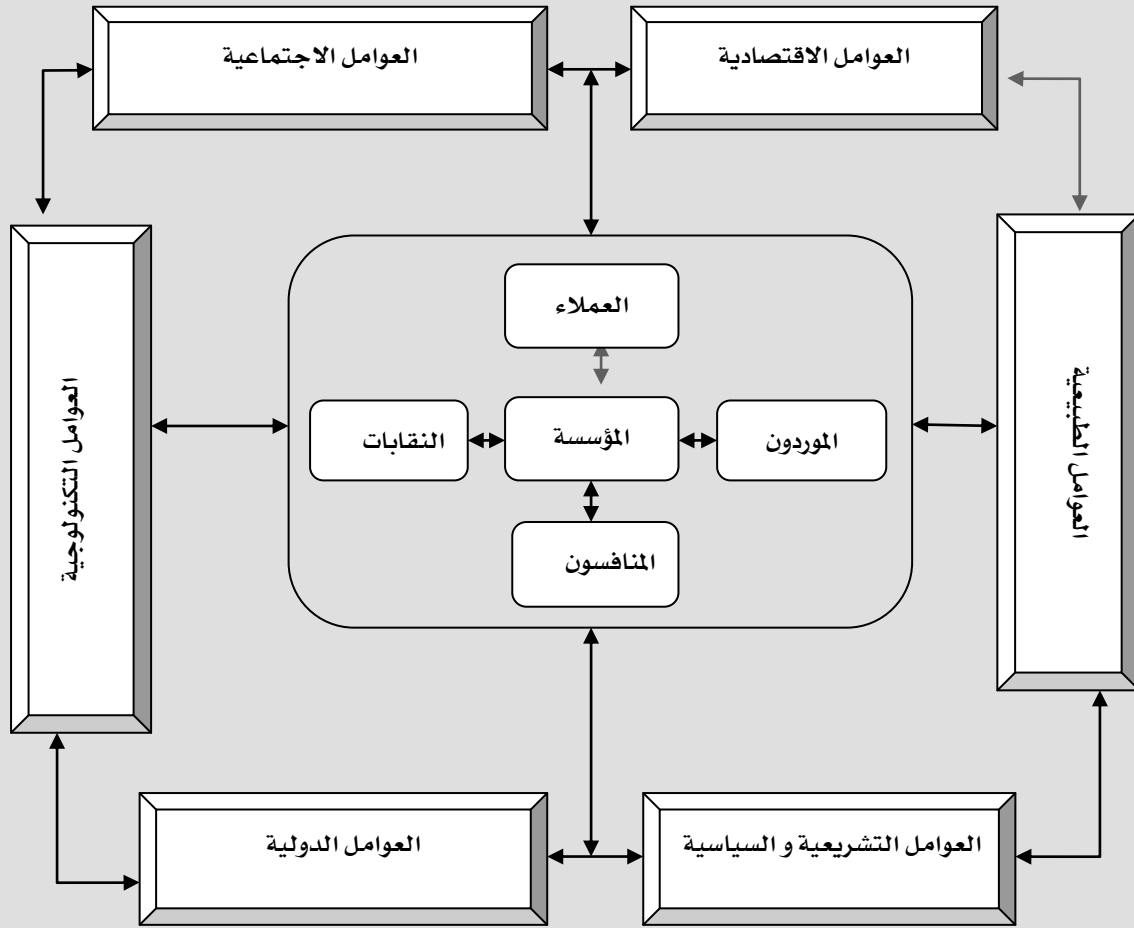 العوامل الاقتصادية
العوامل الاجتماعية
العملاء
العوامل الطبيعية
الموردون
المؤسسة
النقابات
العوامل التكنولوجية
المنافسون
العوامل التشريعية و السياسية
العوامل الدولية